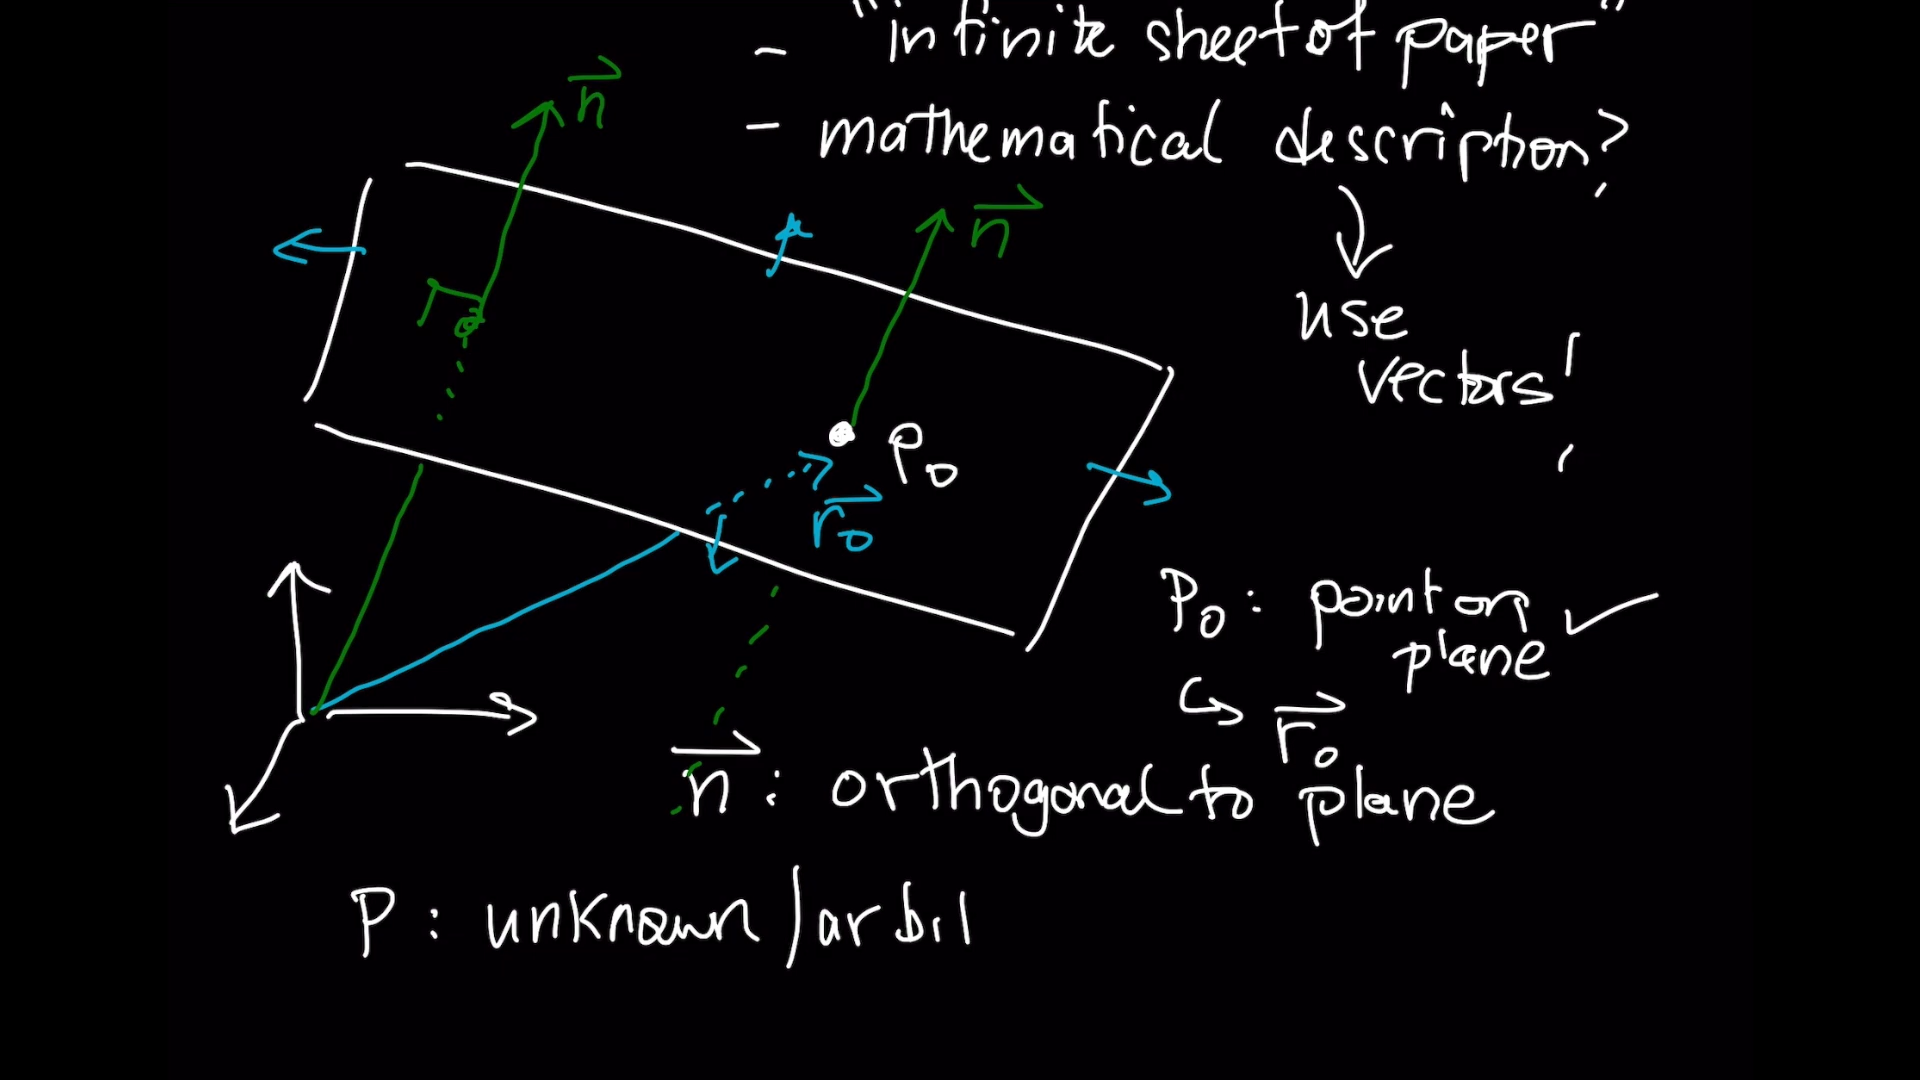 - "infinite sheet of paper"
- mathematical description?
use
vectors!
n
n
P0
r0
P0: point on
plane
r0
n: orthogonal to plane
P: unknown/arbi